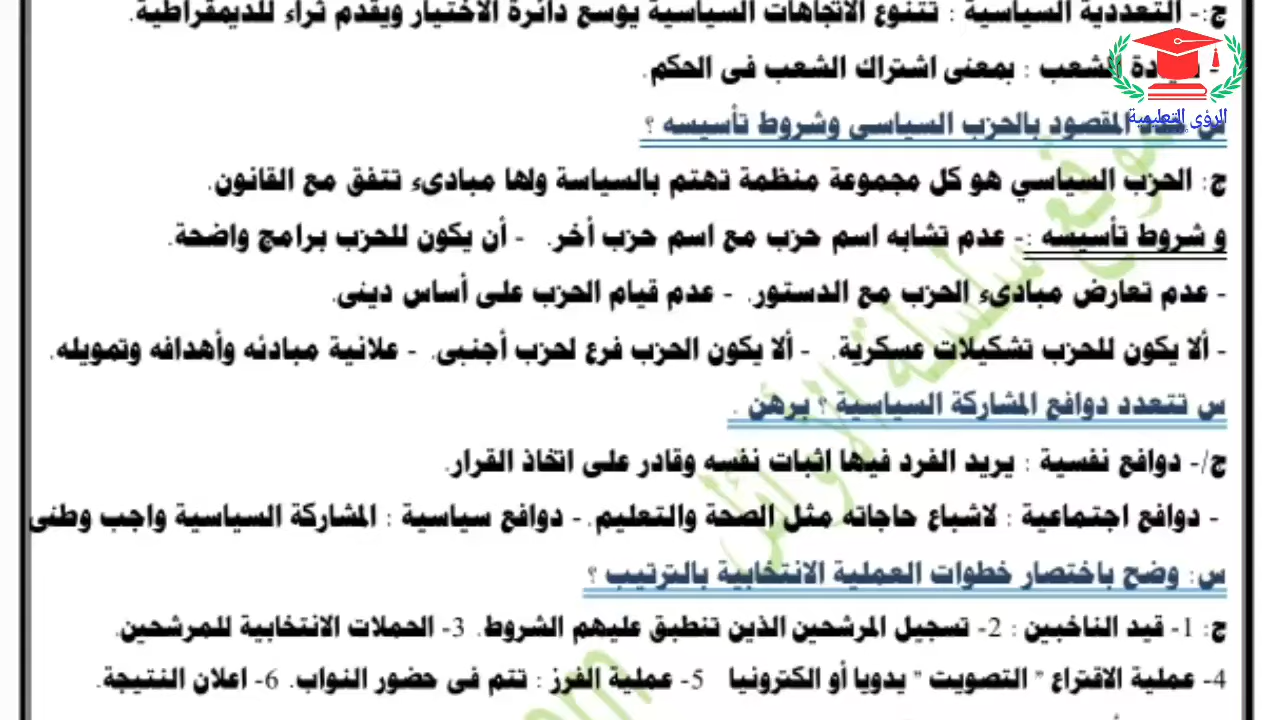 ج:- التعددية السياسية : تتنوع الاتجاهات السياسية يوسع دائرة الاختيار ويقدم ثراء للديمقراطية.
- الشعب : بمعنى اشتراك الشعب فى الحكم.
الرؤى التعليمية
س المقصود بالحزب السياسى وشروط تأسيسه ؟
ج: الحزب السياسي هو كل مجموعة منظمة تهتم بالسياسة ولها مبادىء تتفق مع القانون.
و شروط تأسيسه :- عدم تشابه اسم حزب مع اسم حزب أخر. - أن يكون للحزب برامج واضحة.
- عدم تعارض مبادىء الحزب مع الدستور. - عدم قيام الحزب على أساس دينى.
- ألا يكون للحزب تشكيلات عسكرية. - ألا يكون الحزب فرع لحزب أجنبى. - علانية مبادئه وأهدافه وتمويله.
س تتعدد دوافع المشاركة السياسية ؟ برهن .
ج/- دوافع نفسية : يريد الفرد فيها اثبات نفسه وقادر على اتخاذ القرار.
- دوافع اجتماعية : لاشباع حاجاته مثل الصحة والتعليم. - دوافع سياسية : المشاركة السياسية واجب وطنى
س: وضح باختصار خطوات العملية الانتخابية بالترتيب ؟
ج: 1- قيد الناخبين : 2- تسجيل المرشحين الذين تنطبق عليهم الشروط. 3- الحملات الانتخابية للمرشحين.
4- عملية الاقتراع " التصويت " يدويا أو الكترونيا 5- عملية الفرز : تتم فى حضور النواب. 6- اعلان النتيجة.
موقع سلسلة الاوائل